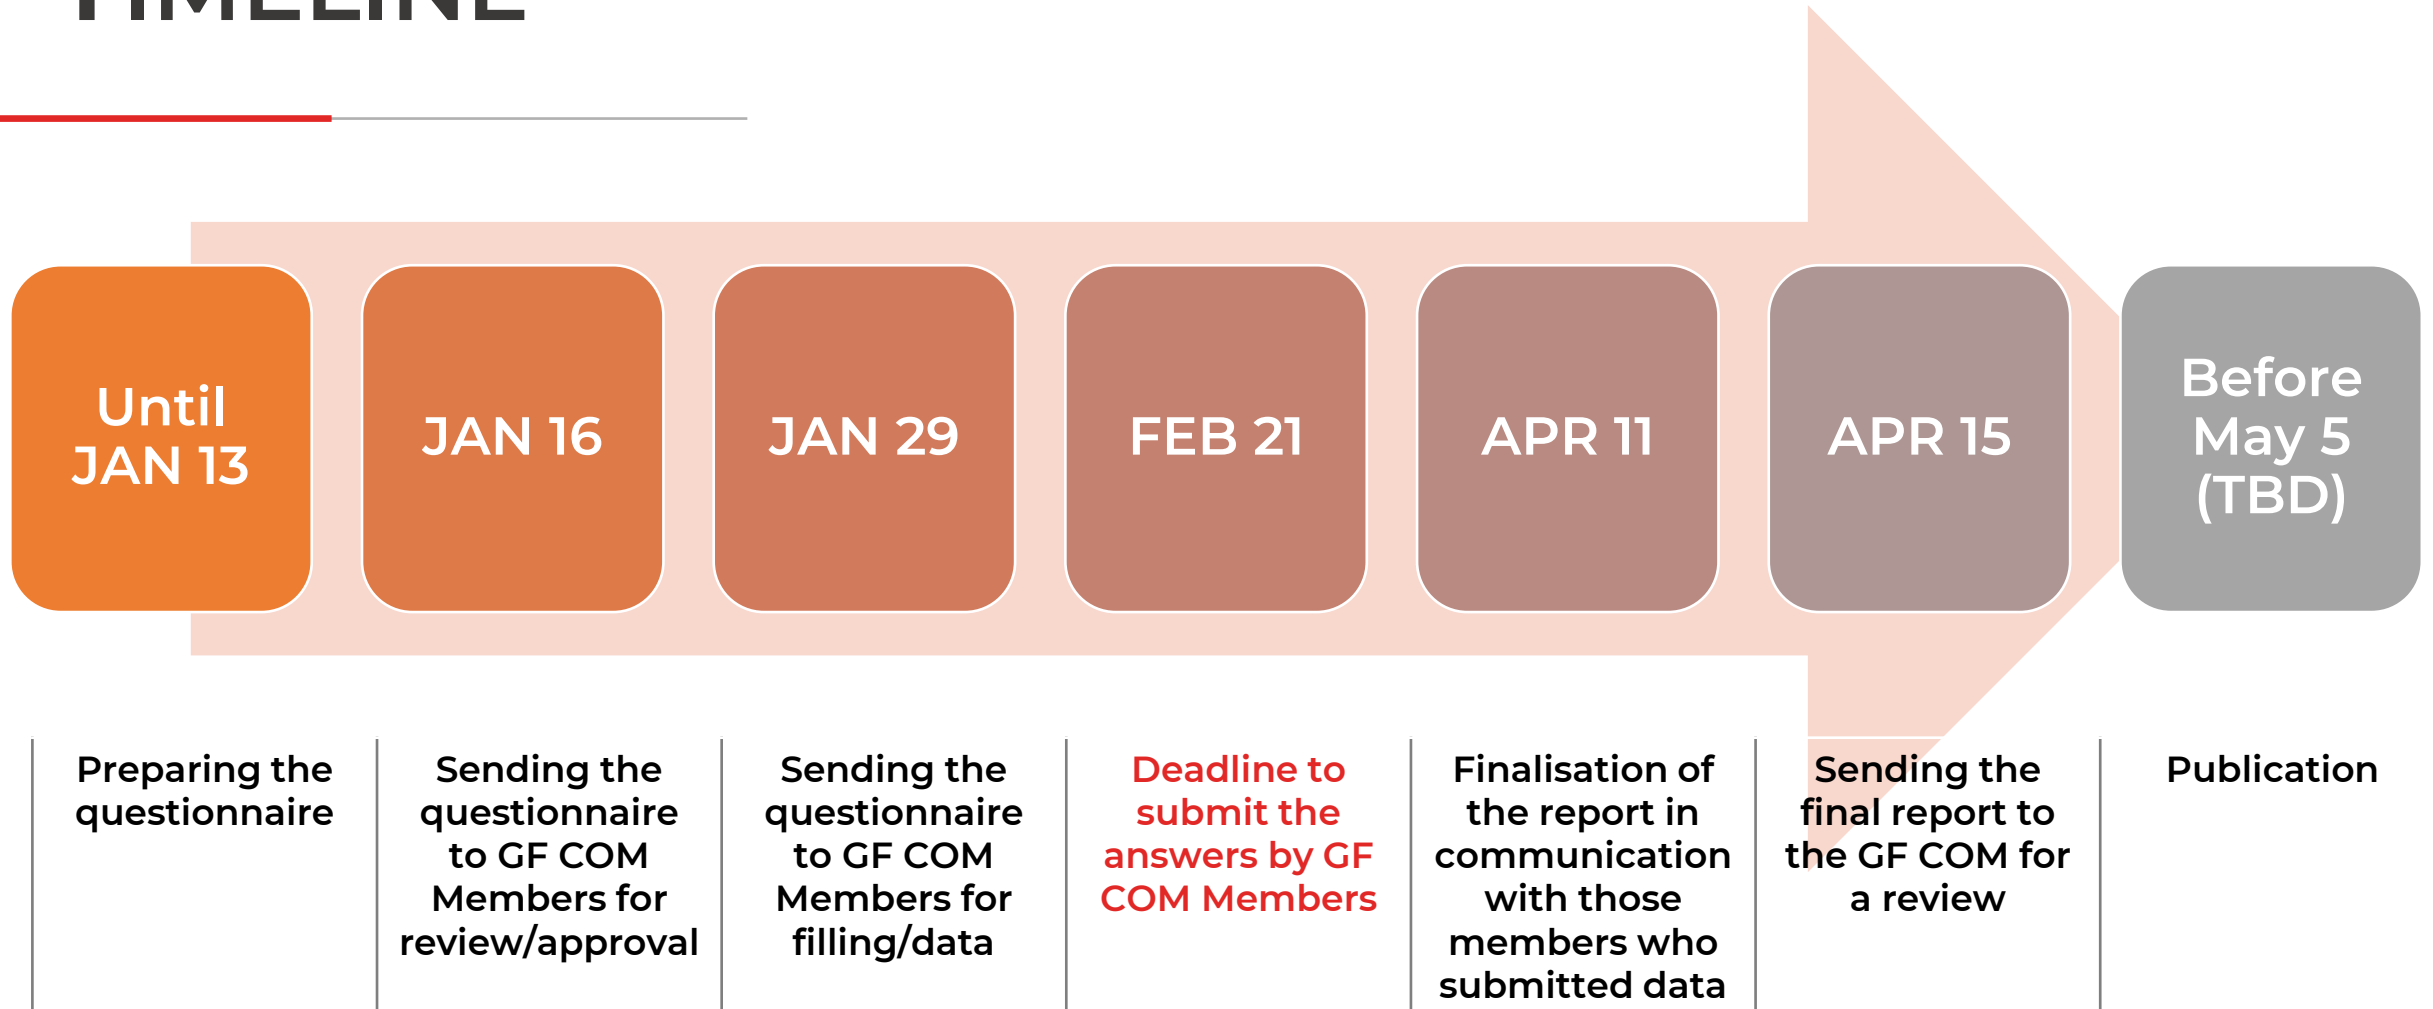 TIMELINE
Until
JAN 13
JAN 16
JAN 29
FEB 21
APR 11
APR 15
Before
May 5
(TBD)
Preparing the
questionnaire
Sending the
questionnaire
to GF COM
Members for
review/approval
Sending the
questionnaire
to GF COM
Members for
filling/data
Deadline to
submit the
answers by GF
COM Members
Finalisation of
the report in
communication
with those
members who
submitted data
Sending the
final report to
the GF COM for
a review
Publication